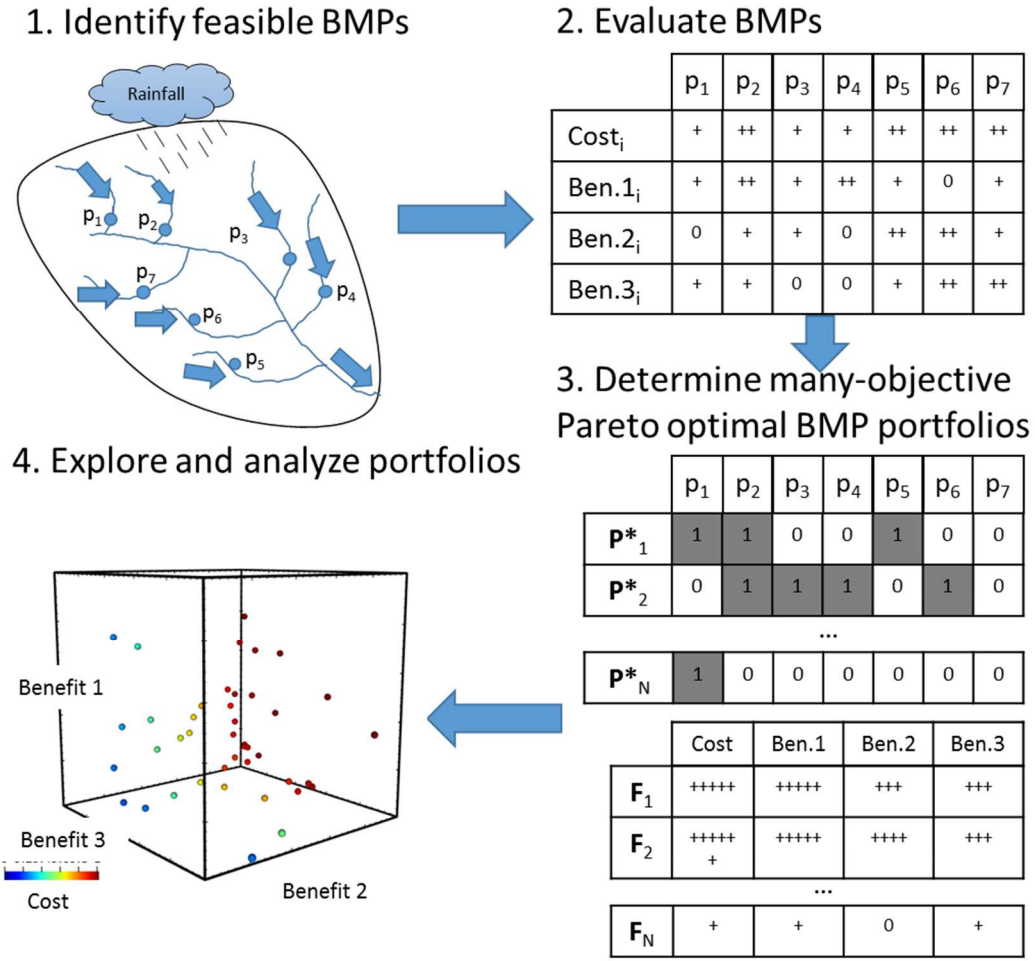 1. Identify feasible BMPs
Rainfall
p1
p2
p3
p4
p7
p6
p5
2. Evaluate BMPs
p1 p2 p3 p4 p5 p6 p7
Costi + ++ + + ++ ++ ++
Ben.1i + ++ + ++ + 0 +
Ben.2i 0 + + 0 ++ ++ +
Ben.3i + + 0 0 + ++ ++
3. Determine many-objective
Pareto optimal BMP portfolios
p1 p2 p3 p4 p5 p6 p7
P*1 1 1 0 0 1 0 0
P*2 0 1 1 1 0 1 0
...
P*N 1 0 0 0 0 0 0
Cost Ben.1 Ben.2 Ben.3
F1 +++++ +++++ +++ +++
F2 +++++ +++++ ++++ +++
+
...
FN + + 0 +
4. Explore and analyze portfolios
Benefit 1
Benefit 3
Benefit 2
Cost